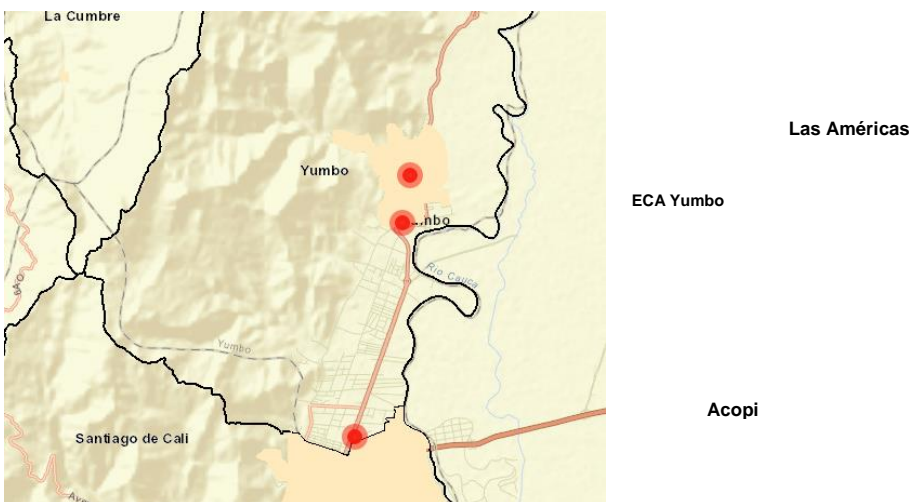 La Cumbre
Las Américas
Yumbo
ECA Yumbo
Río Cauca
Yumbo
Acopi
Santiago de Cali